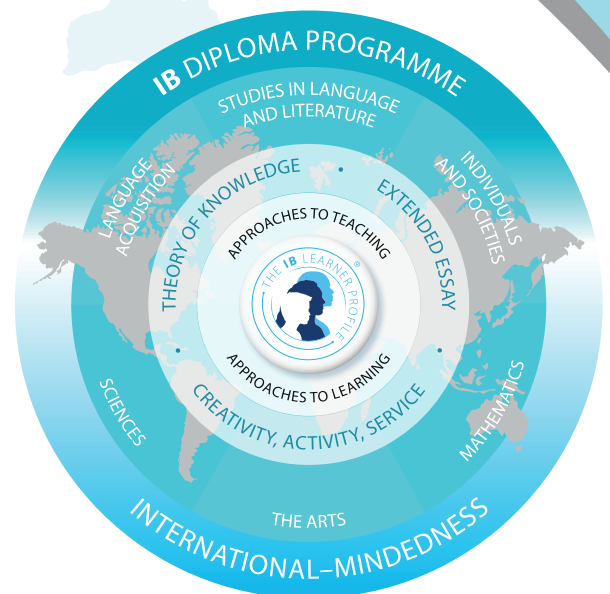 IB DIPLOMA PROGRAMME
STUDIES IN LANGUAGE
AND LITERATURE
LANGUAGE
ACQUISITION
INDIVIDUALS
AND SOCIETIES
THEORY OF KNOWLEDGE
EXTENDED ESSAY
APPROACHES TO TEACHING
THE IB LEARNER PROFILE®
APPROACHES TO LEARNING
CREATIVITY, ACTIVITY, SERVICE
SCIENCES
MATHEMATICS
THE ARTS
INTERNATIONAL–MINDEDNESS